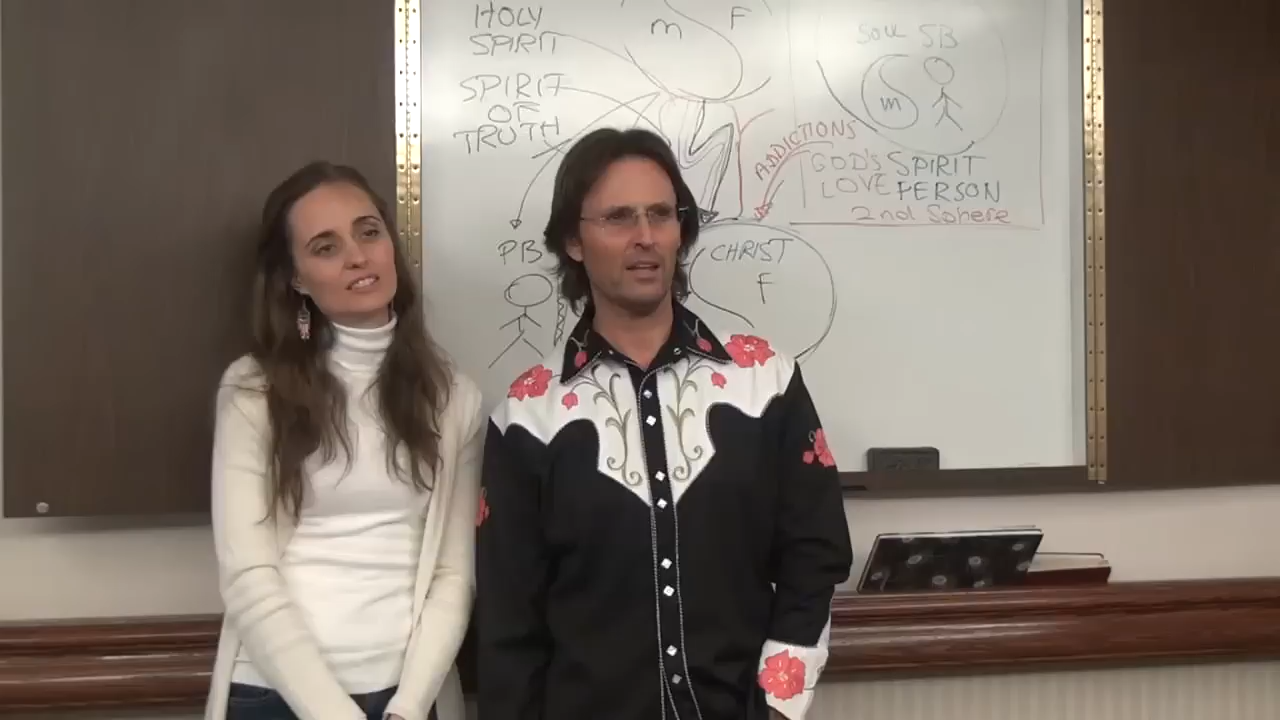 HOLY
SPIRIT
SPIRIT
OF
TRUTH
m
F
PB
CHRIST
F
ADDICTIONS
SOUL SB
m
GOD'S SPIRIT
LOVE PERSON
2nd Sphere